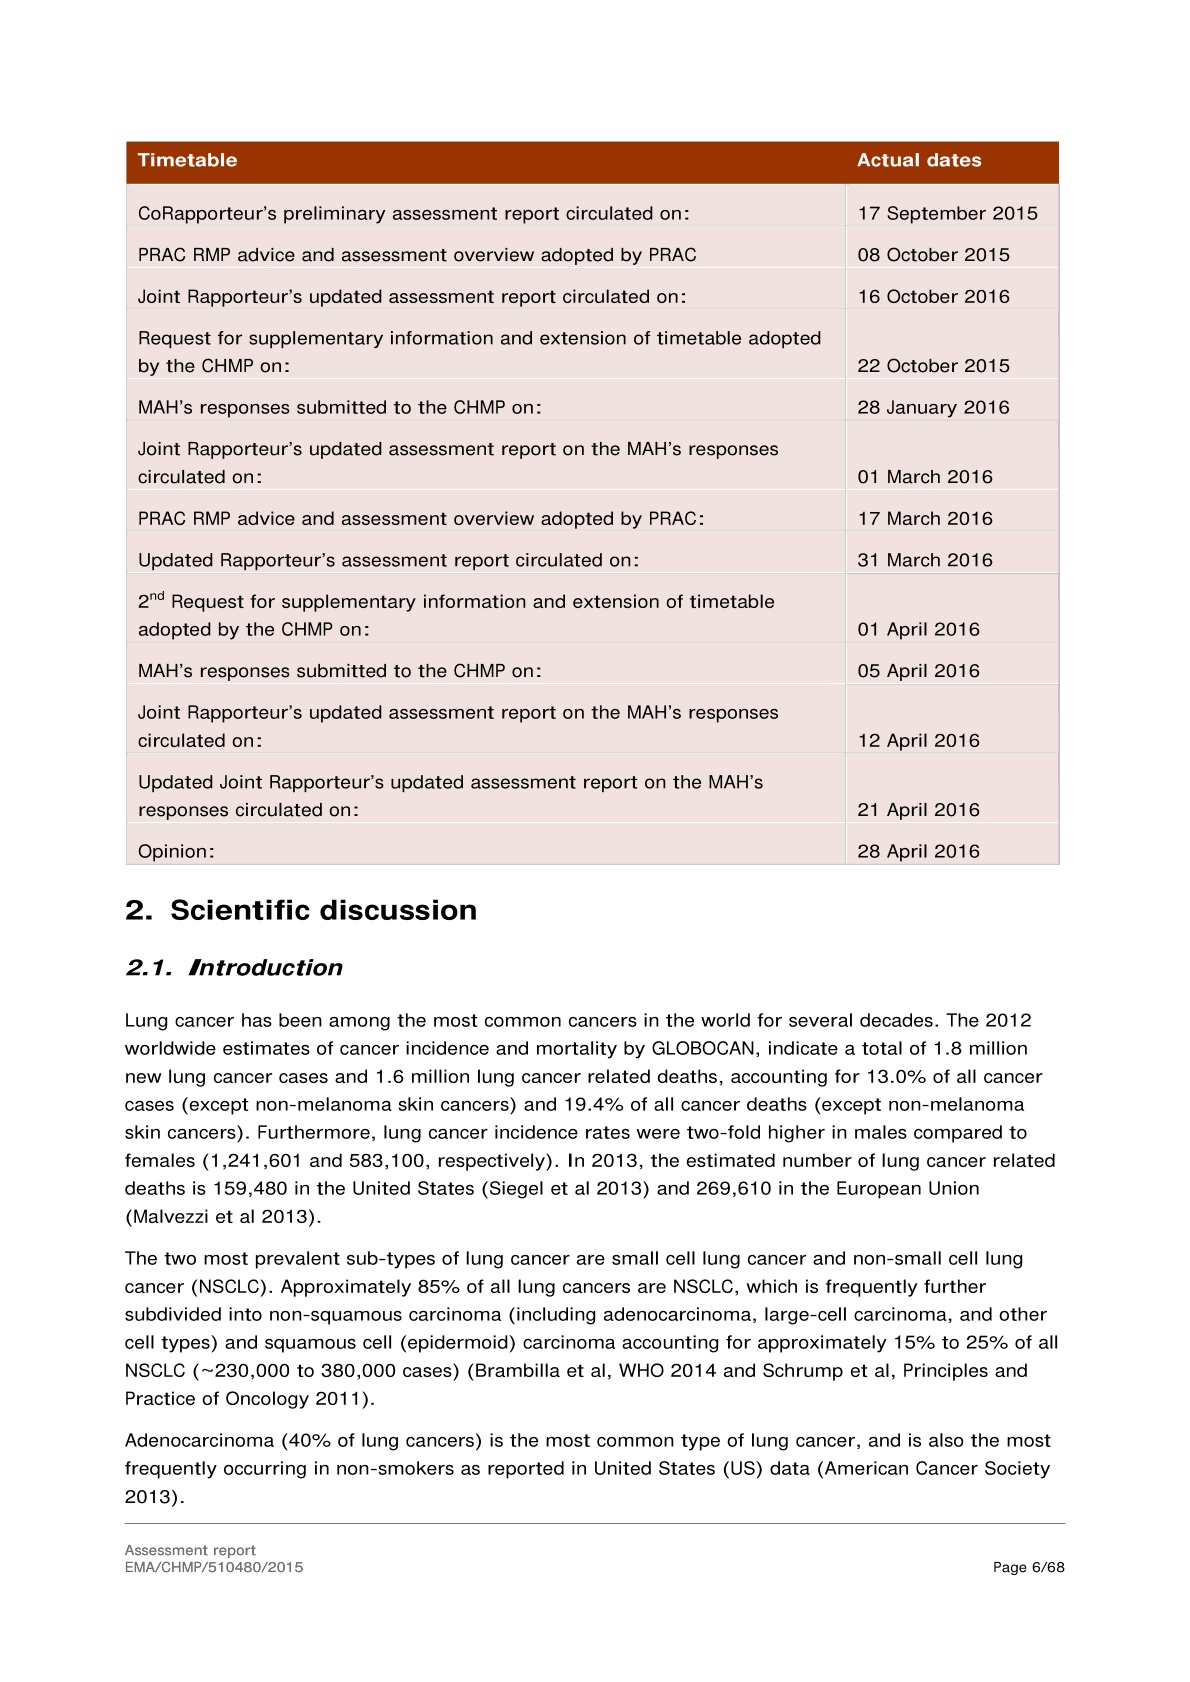 Timetable Actual dates
CoRapporteur's preliminary assessment report circulated on: 17 September 2015
PRAC RMP advice and assessment overview adopted by PRAC 08 October 2015
Joint Rapporteur's updated assessment report circulated on: 16 October 2016
Request for supplementary information and extension of timetable adopted
by the CHMP on: 22 October 2015
MAH's responses submitted to the CHMP on: 28 January 2016
Joint Rapporteur's updated assessment report on the MAH's responses
circulated on: 01 March 2016
PRAC RMP advice and assessment overview adopted by PRAC: 17 March 2016
Updated Rapporteur's assessment report circulated on: 31 March 2016
2nd Request for supplementary information and extension of timetable
adopted by the CHMP on: 01 April 2016
MAH's responses submitted to the CHMP on: 05 April 2016
Joint Rapporteur's updated assessment report on the MAH's responses
circulated on: 12 April 2016
Updated Joint Rapporteur's updated assessment report on the MAH's
responses circulated on: 21 April 2016
Opinion: 28 April 2016
2. Scientific discussion
2.1. Introduction
Lung cancer has been among the most common cancers in the world for several decades. The 2012
worldwide estimates of cancer incidence and mortality by GLOBOCAN, indicate a total of 1.8 million
new lung cancer cases and 1.6 million lung cancer related deaths, accounting for 13.0% of all cancer
cases (except non-melanoma skin cancers) and 19.4% of all cancer deaths (except non-melanoma
skin cancers). Furthermore, lung cancer incidence rates were two-fold higher in males compared to
females (1,241,601 and 583,100, respectively). In 2013, the estimated number of lung cancer related
deaths is 159,480 in the United States (Siegel et al 2013) and 269,610 in the European Union
(Malvezzi et al 2013).
The two most prevalent sub-types of lung cancer are small cell lung cancer and non-small cell lung
cancer (NSCLC). Approximately 85% of all lung cancers are NSCLC, which is frequently further
subdivided into non-squamous carcinoma (including adenocarcinoma, large-cell carcinoma, and other
cell types) and squamous cell (epidermoid) carcinoma accounting for approximately 15% to 25% of all
NSCLC (~230,000 to 380,000 cases) (Brambilla et al, WHO 2014 and Schrump et al, Principles and
Practice of Oncology 2011).
Adenocarcinoma (40% of lung cancers) is the most common type of lung cancer, and is also the most
frequently occurring in non-smokers as reported in United States (US) data (American Cancer Society
2013).
Assessment report
EMA/CHMP/510480/2015 Page 6/68